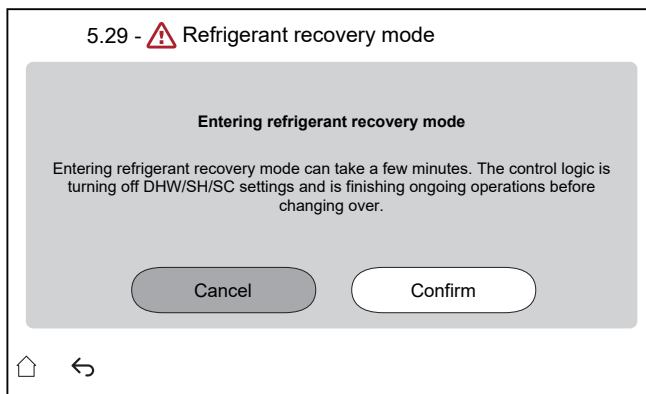 5.29 - Refrigerant recovery mode
Entering refrigerant recovery mode
Entering refrigerant recovery mode can take a few minutes. The control logic is
turning off DHW/SH/SC settings and is finishing ongoing operations before
changing over.
Cancel
Confirm